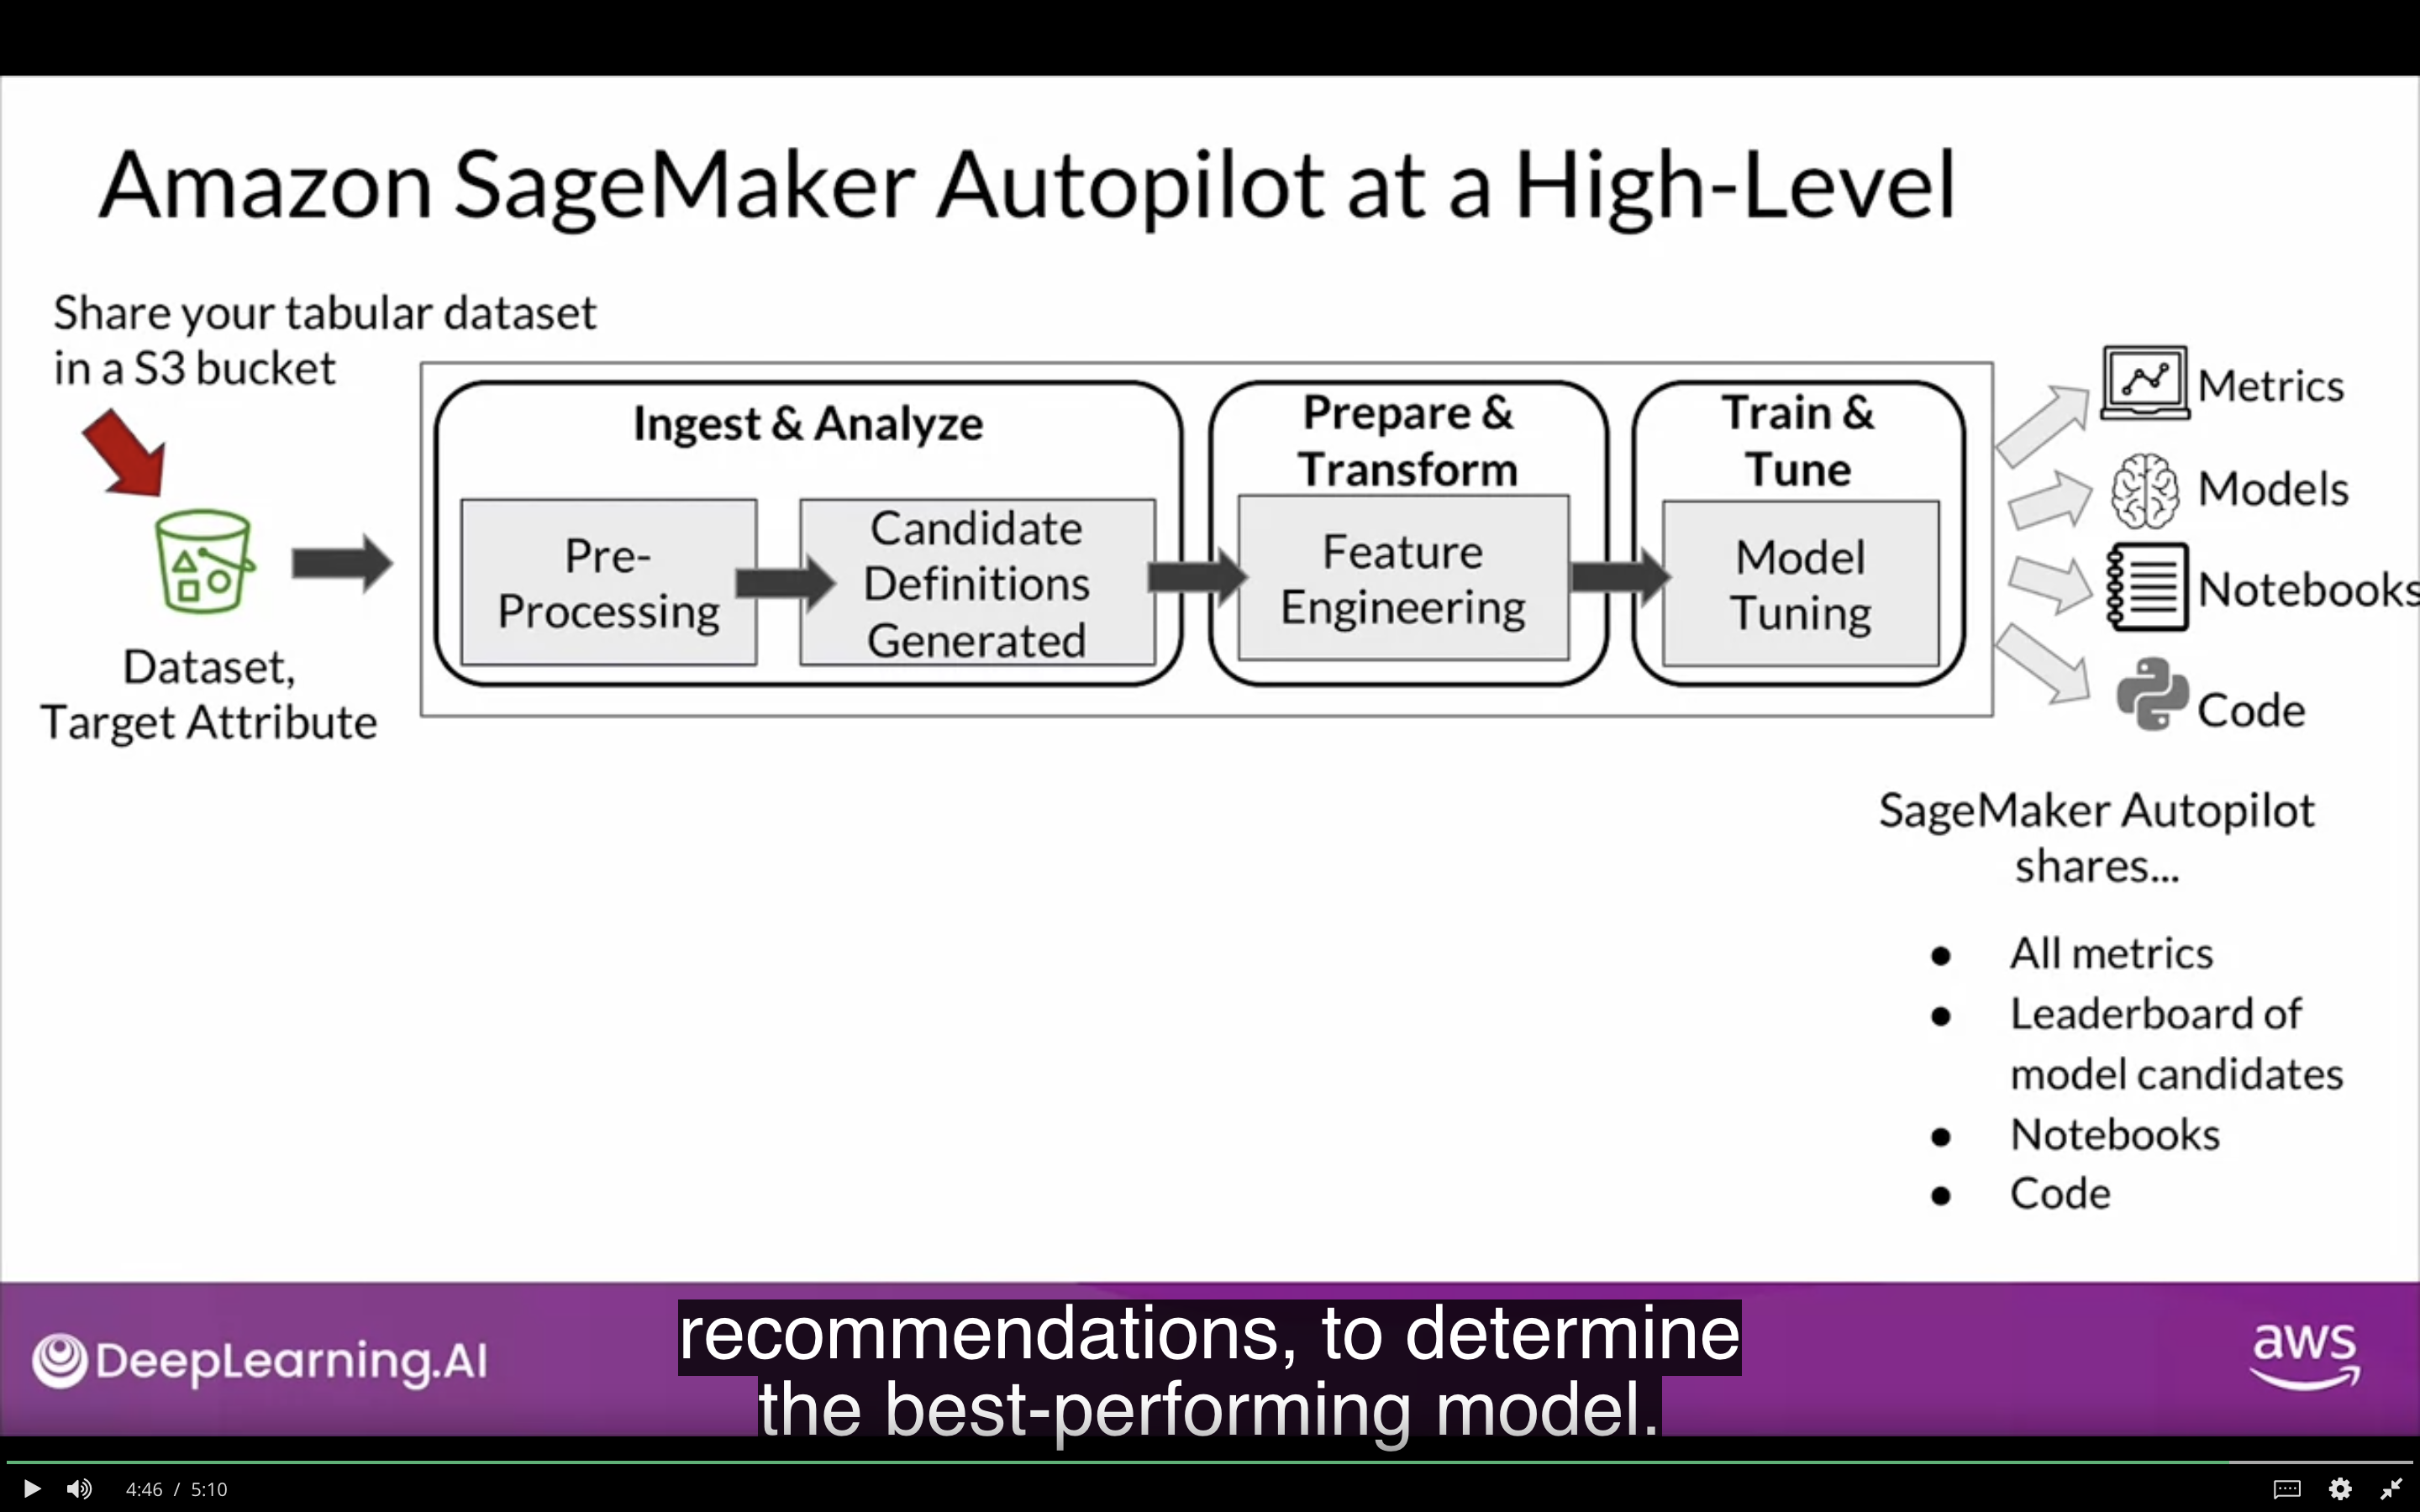 Amazon SageMaker Autopilot at a High-Level
Share your tabular dataset
in a S3 bucket
Dataset,
Target Attribute
Ingest & Analyze
Pre-
Processing
Candidate
Definitions
Generated
Prepare &
Transform
Feature
Engineering
Train &
Tune
Model
Tuning
Metrics
Models
Notebooks
Code
SageMaker Autopilot
shares...
● All metrics
● Leaderboard of
model candidates
● Notebooks
● Code
DeepLearning.AI
recommendations, to determine
the best-performing model.
aws
4:46 / 5:10